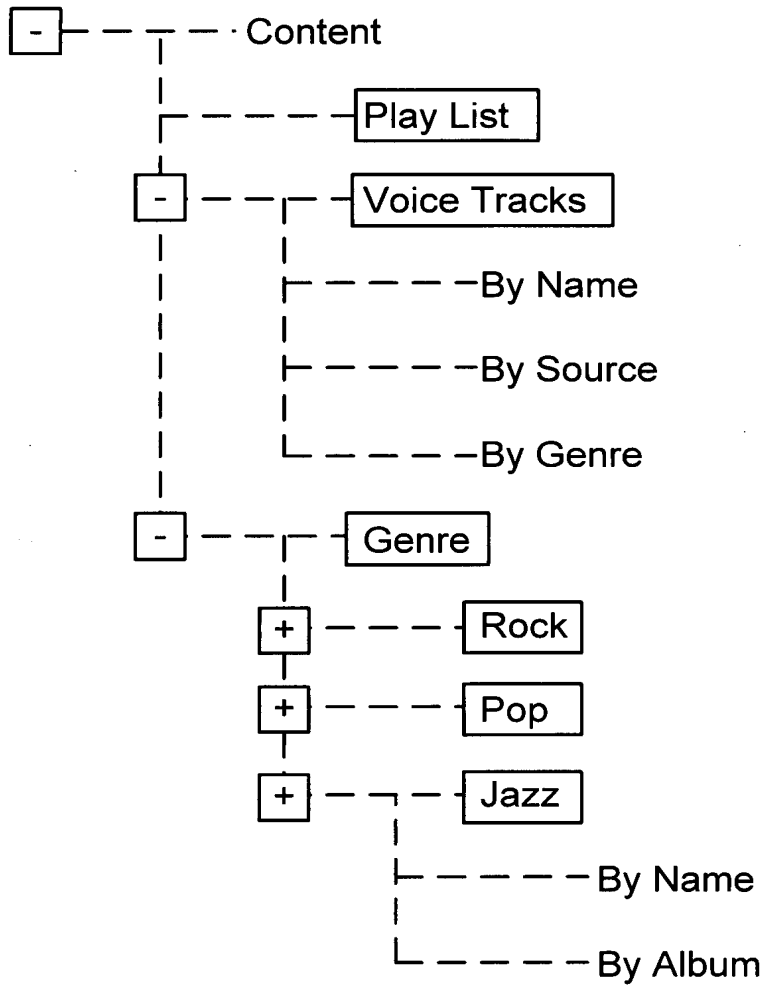 - Content
Play List
- Voice Tracks
By Name
By Source
By Genre
- Genre
+ Rock
+ Pop
+ Jazz
By Name
By Album